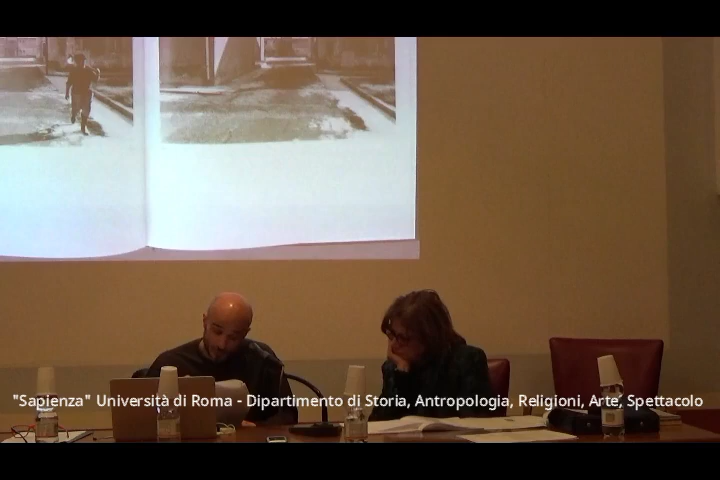 "Sapienza" Università di Roma - Dipartimento di Storia, Antropologia, Religioni, Arte, Spettacolo